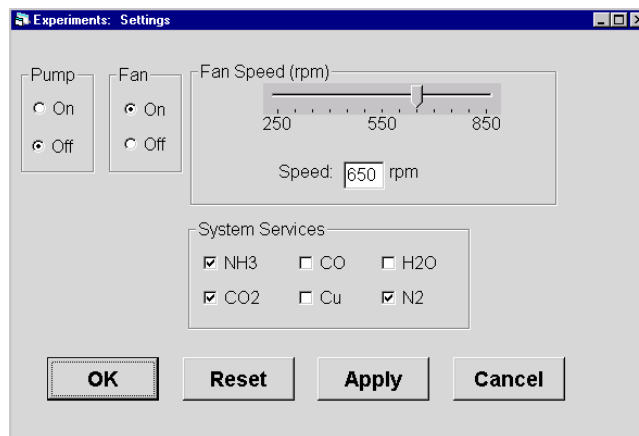 Experiments: Settings
Pump
On
Off
Fan
On
Off
Fan Speed (rpm)
250 550 850
Speed: 650 rpm
System Services
NH3 CO H2O
CO2 Cu N2
OK Reset Apply Cancel